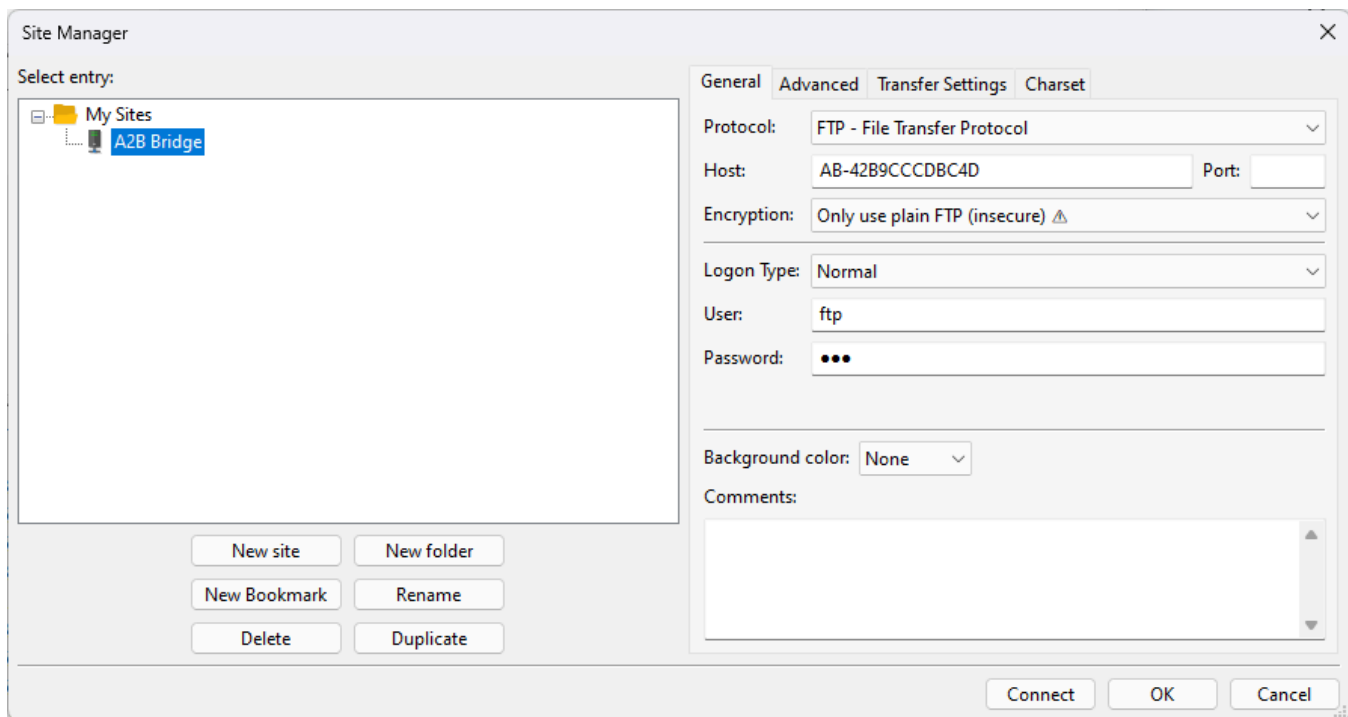 Site Manager
Select entry:
My Sites
A2B Bridge
New site
New folder
New Bookmark
Rename
Delete
Duplicate
General
Advanced
Transfer Settings
Charset
Protocol:
FTP - File Transfer Protocol
Host:
AB-42B9CCCDBC4D
Port:
Encryption:
Only use plain FTP (insecure) ⚠
Logon Type:
Normal
User:
ftp
Password:
●●●
Background color:
None
Comments:
Connect
OK
Cancel